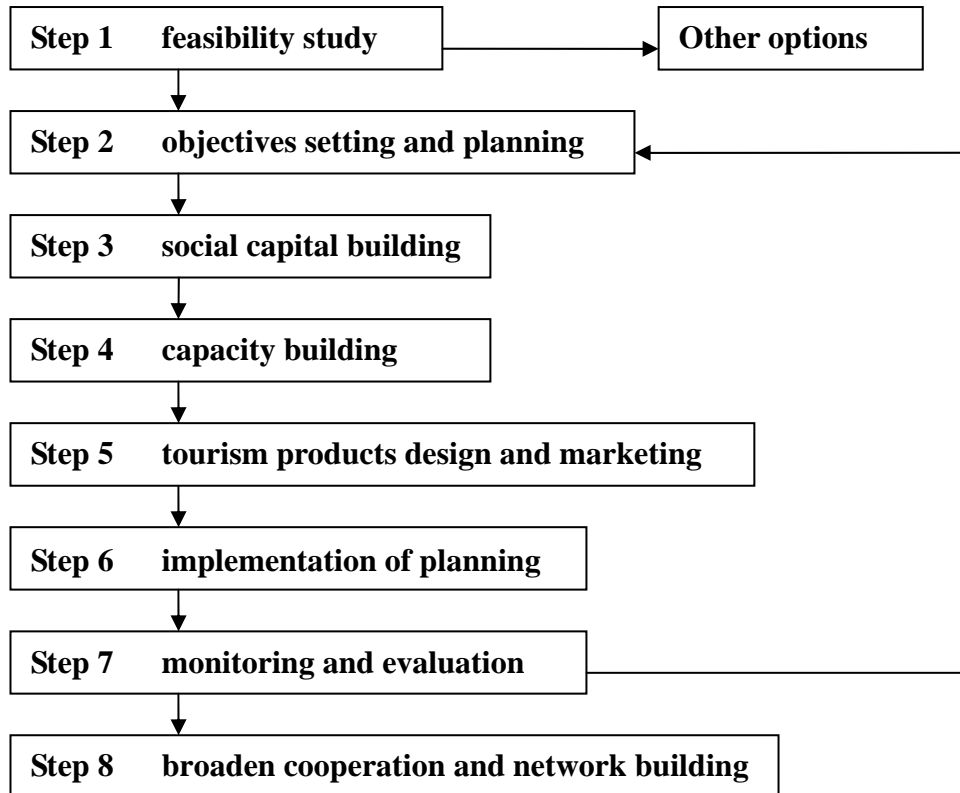 Step 1 feasibility study
Other options
Step 2 objectives setting and planning
Step 3 social capital building
Step 4 capacity building
Step 5 tourism products design and marketing
Step 6 implementation of planning
Step 7 monitoring and evaluation
Step 8 broaden cooperation and network building